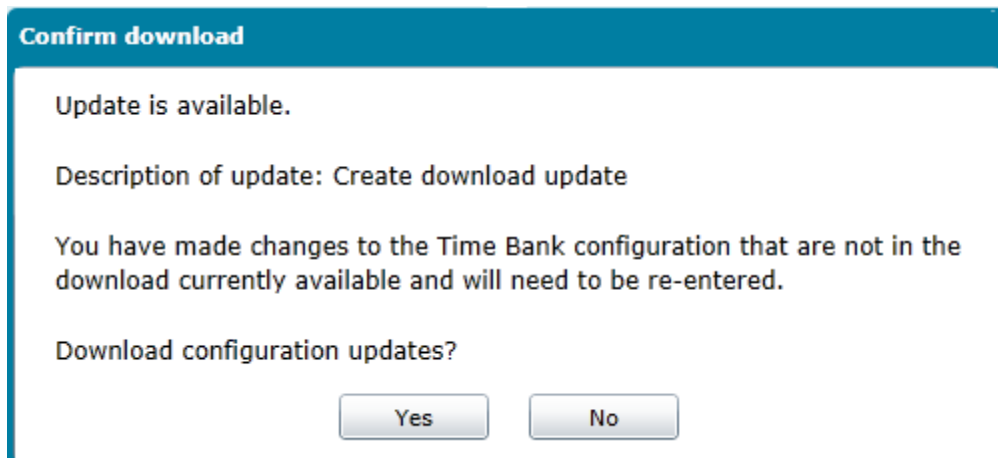 Confirm download
Update is available.
Description of update: Create download update
You have made changes to the Time Bank configuration that are not in the
download currently available and will need to be re-entered.
Download configuration updates?
Yes
No